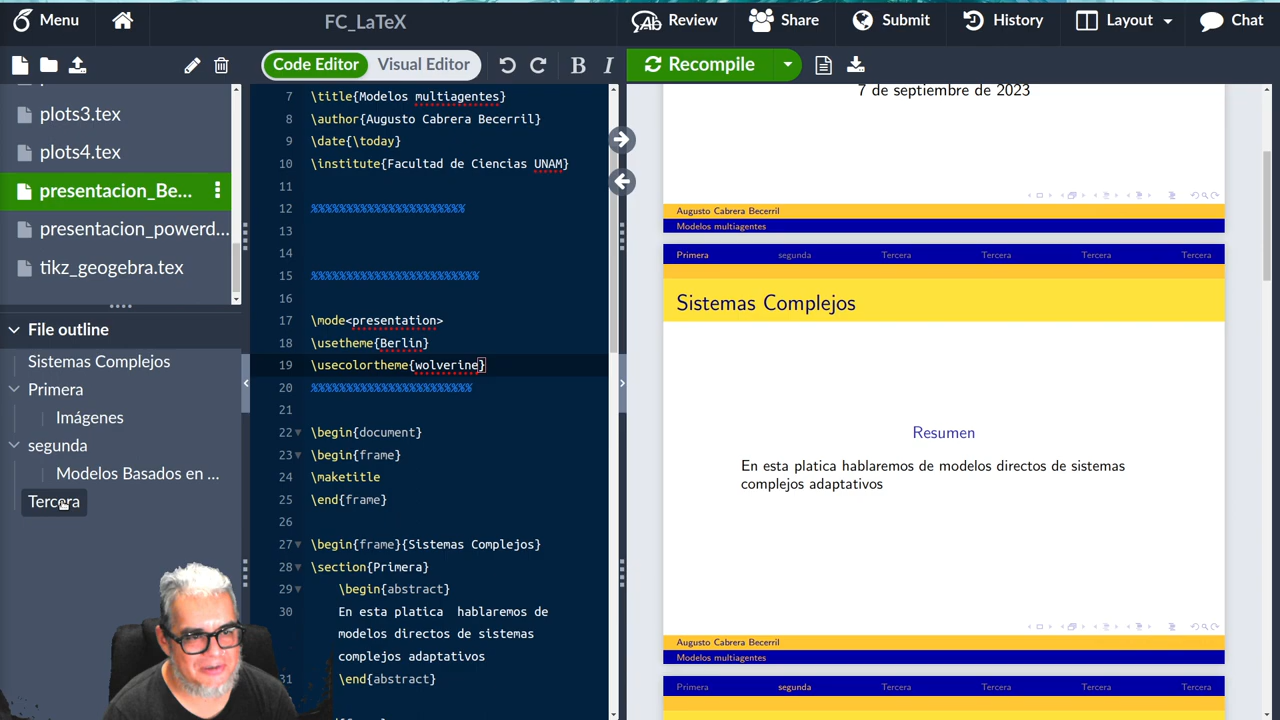 Menu
FC_LaTeX
Review
Share
Submit
History
Layout
Chat
Code Editor
Visual Editor
B
I
Recompile
plots3.tex
plots4.tex
presentacion_Be...
presentacion_powerd...
tikz_geogebra.tex
File outline
Sistemas Complejos
Primera
Imágenes
segunda
Modelos Basados en ...
Tercera
7 \title{Modelos multiagentes}
8 \author{Augusto Cabrera Becerril}
9 \date{\today}
10 \institute{Facultad de Ciencias UNAM}
11
12 %%%%%%%%%%%%%%%%%%%%%%
13
14
15 %%%%%%%%%%%%%%%%%%%%%%%%
16
17 \mode<presentation>
18 \usetheme{Berlin}
19 \usecolortheme{wolverine}
20 %%%%%%%%%%%%%%%%%%%%%%%
21
22 \begin{document}
23 \begin{frame}
24 \maketitle
25 \end{frame}
26
27 \begin{frame}{Sistemas Complejos}
28 \section{Primera}
29 \begin{abstract}
30 En esta platica hablaremos de
modelos directos de sistemas
complejos adaptativos
31 \end{abstract}
7 de septiembre de 2023
Augusto Cabrera Becerril
Modelos multiagentes
Primera segunda Tercera Tercera Tercera Tercera
Sistemas Complejos
Resumen
En esta platica hablaremos de modelos directos de sistemas
complejos adaptativos
Augusto Cabrera Becerril
Modelos multiagentes
Primera segunda Tercera Tercera Tercera Tercera